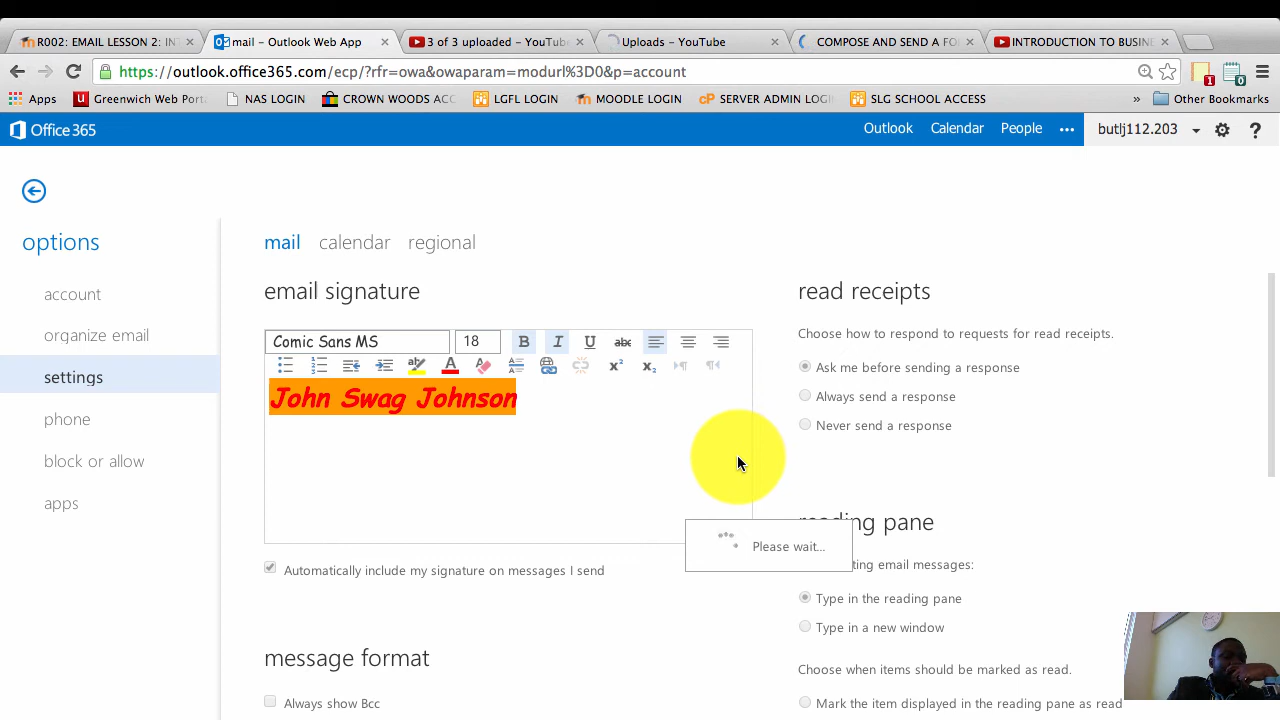 R002: EMAIL LESSON 2: INT
mail – Outlook Web App
3 of 3 uploaded – YouTube
Uploads – YouTube
COMPOSE AND SEND A FO
INTRODUCTION TO BUSINE
https://outlook.office365.com/ecp/?rfr=owa&owaparam=modurl%3D0&p=account
Apps
Greenwich Web Port
NAS LOGIN
CROWN WOODS ACC
LGFL LOGIN
MOODLE LOGIN
SERVER ADMIN LOGI
SLG SCHOOL ACCESS
»
Other Bookmarks
1
0
Office 365
Outlook
Calendar
People
butlj112.203
?
options
account
organize email
settings
phone
block or allow
apps
mail calendar regional
email signature
Comic Sans MS
18
B I U abc
A x² x₂
John Swag Johnson
Please wait...
Automatically include my signature on messages I send
message format
Always show Bcc
read receipts
Choose how to respond to requests for read receipts.
Ask me before sending a response
Always send a response
Never send a response
reading pane
ting email messages:
Type in the reading pane
Type in a new window
Choose when items should be marked as read.
Mark the item displayed in the reading pane as read